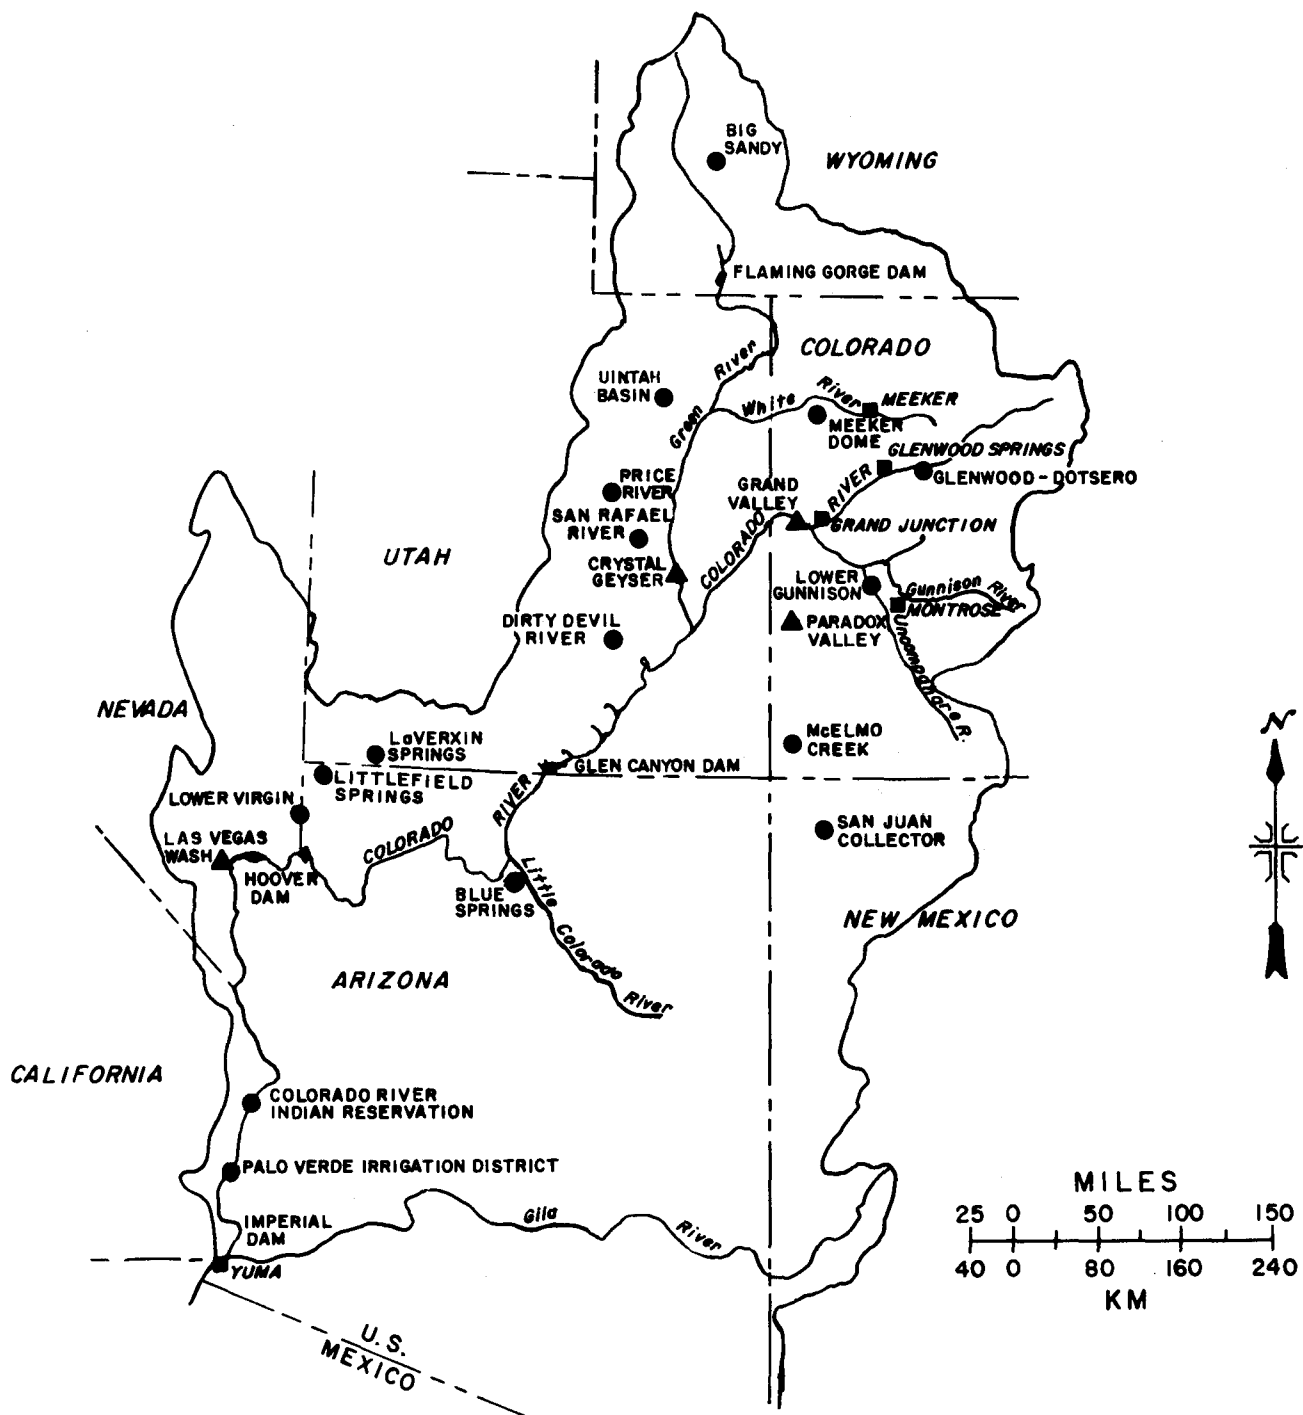 BIG
SANDY
WYOMING
FLAMING GORGE DAM
COLORADO
UINTAH
BASIN
Green River
White River
MEEKER
MEEKER
DOME
GLENWOOD SPRINGS
GLENWOOD - DOTSERO
PRICE
RIVER
GRAND
VALLEY
COLORADO RIVER
GRAND JUNCTION
SAN RAFAEL
RIVER
UTAH
CRYSTAL
GEYSER
LOWER
GUNNISON
Gunnison River
MONTROSE
DIRTY DEVIL
RIVER
PARADOX
VALLEY
Uncompahgre R.
NEVADA
LaVERXIN
SPRINGS
McELMO
CREEK
N
LITTLEFIELD
SPRINGS
GLEN CANYON DAM
LOWER VIRGIN
COLORADO RIVER
LAS VEGAS
WASH
HOOVER
DAM
SAN JUAN
COLLECTOR
BLUE
SPRINGS
Little Colorado River
NEW MEXICO
ARIZONA
CALIFORNIA
COLORADO RIVER
INDIAN RESERVATION
PALO VERDE IRRIGATION DISTRICT
IMPERIAL
DAM
Gila River
YUMA
U.S.
MEXICO
MILES
25 0 50 100 150
40 0 80 160 240
KM